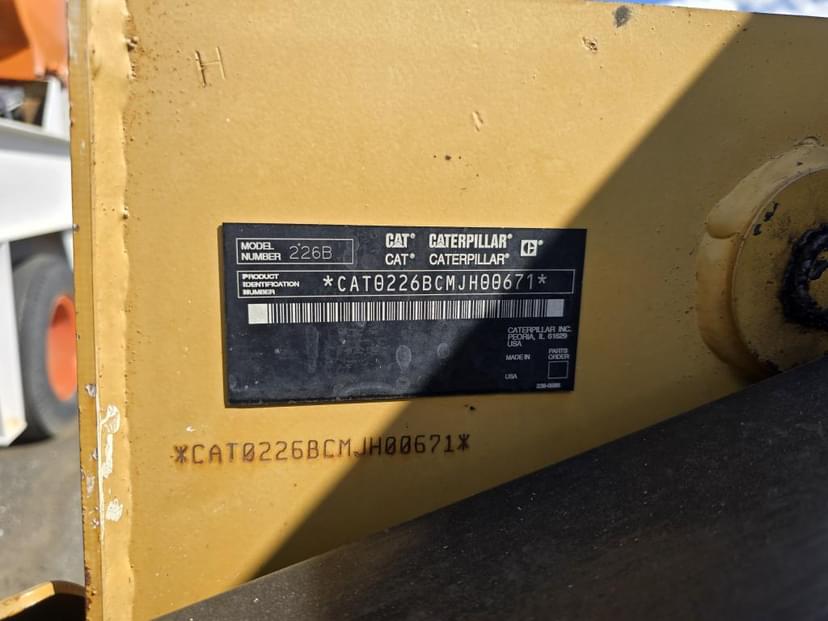 H
MODEL NUMBER 226B
CAT® CATERPILLAR®
CAT® CATERPILLAR®
PRODUCT IDENTIFICATION NUMBER *CAT0226BCMJH00671*
CATERPILLAR INC.
PEORIA, IL 61629
USA
MADE IN
PARTS ORDER
USA
*CAT0226BCMJH00671*